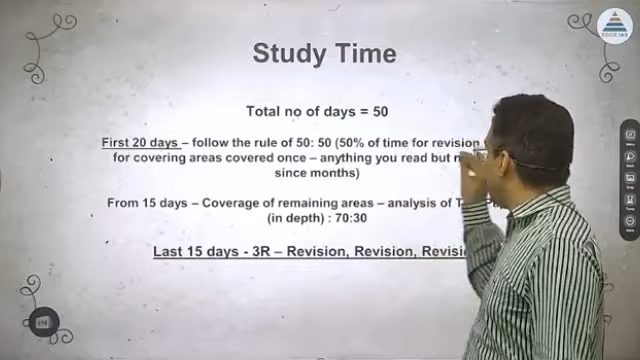 Study Time
Total no of days = 50
First 20 days – follow the rule of 50: 50 (50% of time for revision
for covering areas covered once – anything you read but
since months)
From 15 days – Coverage of remaining areas – analysis of
(in depth) : 70:30
Last 15 days - 3R – Revision, Revision,